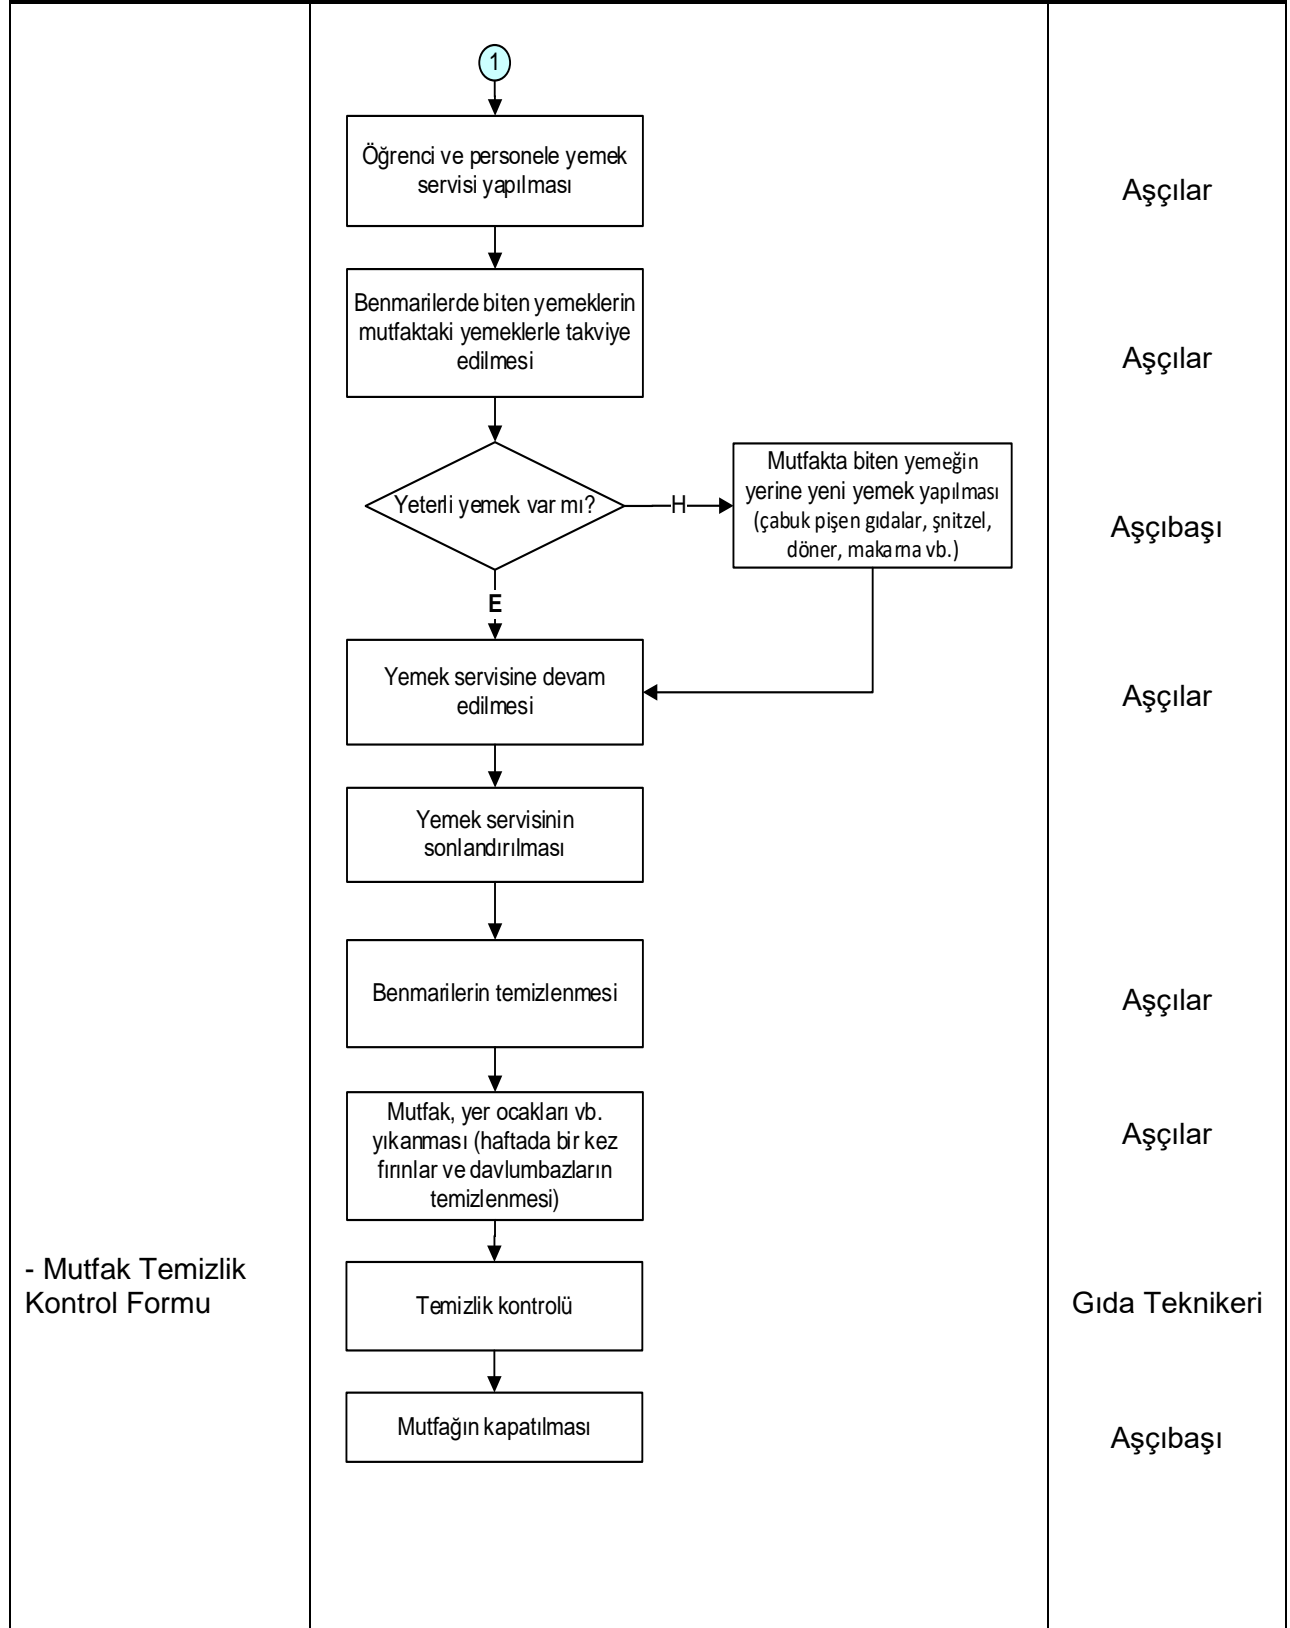 1
Öğrenci ve personele yemek
servisi yapılması
Aşçılar
Benmarilerde biten yemeklerin
mutfaktaki yemeklerle takviye
edilmesi
Aşçılar
Yeterli yemek var mı?
H
Mutfakta biten yemeğin
yerine yeni yemek yapılması
(çabuk pişen gıdalar, şnitzel,
döner, makarna vb.)
Aşçıbaşı
E
Yemek servisine devam
edilmesi
Aşçılar
Yemek servisinin
sonlandırılması
Benmarilerin temizlenmesi
Aşçılar
Mutfak, yer ocakları vb.
yıkanması (haftada bir kez
fırınlar ve davlumbazların
temizlenmesi)
Aşçılar
- Mutfak Temizlik
Kontrol Formu
Temizlik kontrolü
Gıda Teknikeri
Mutfağın kapatılması
Aşçıbaşı